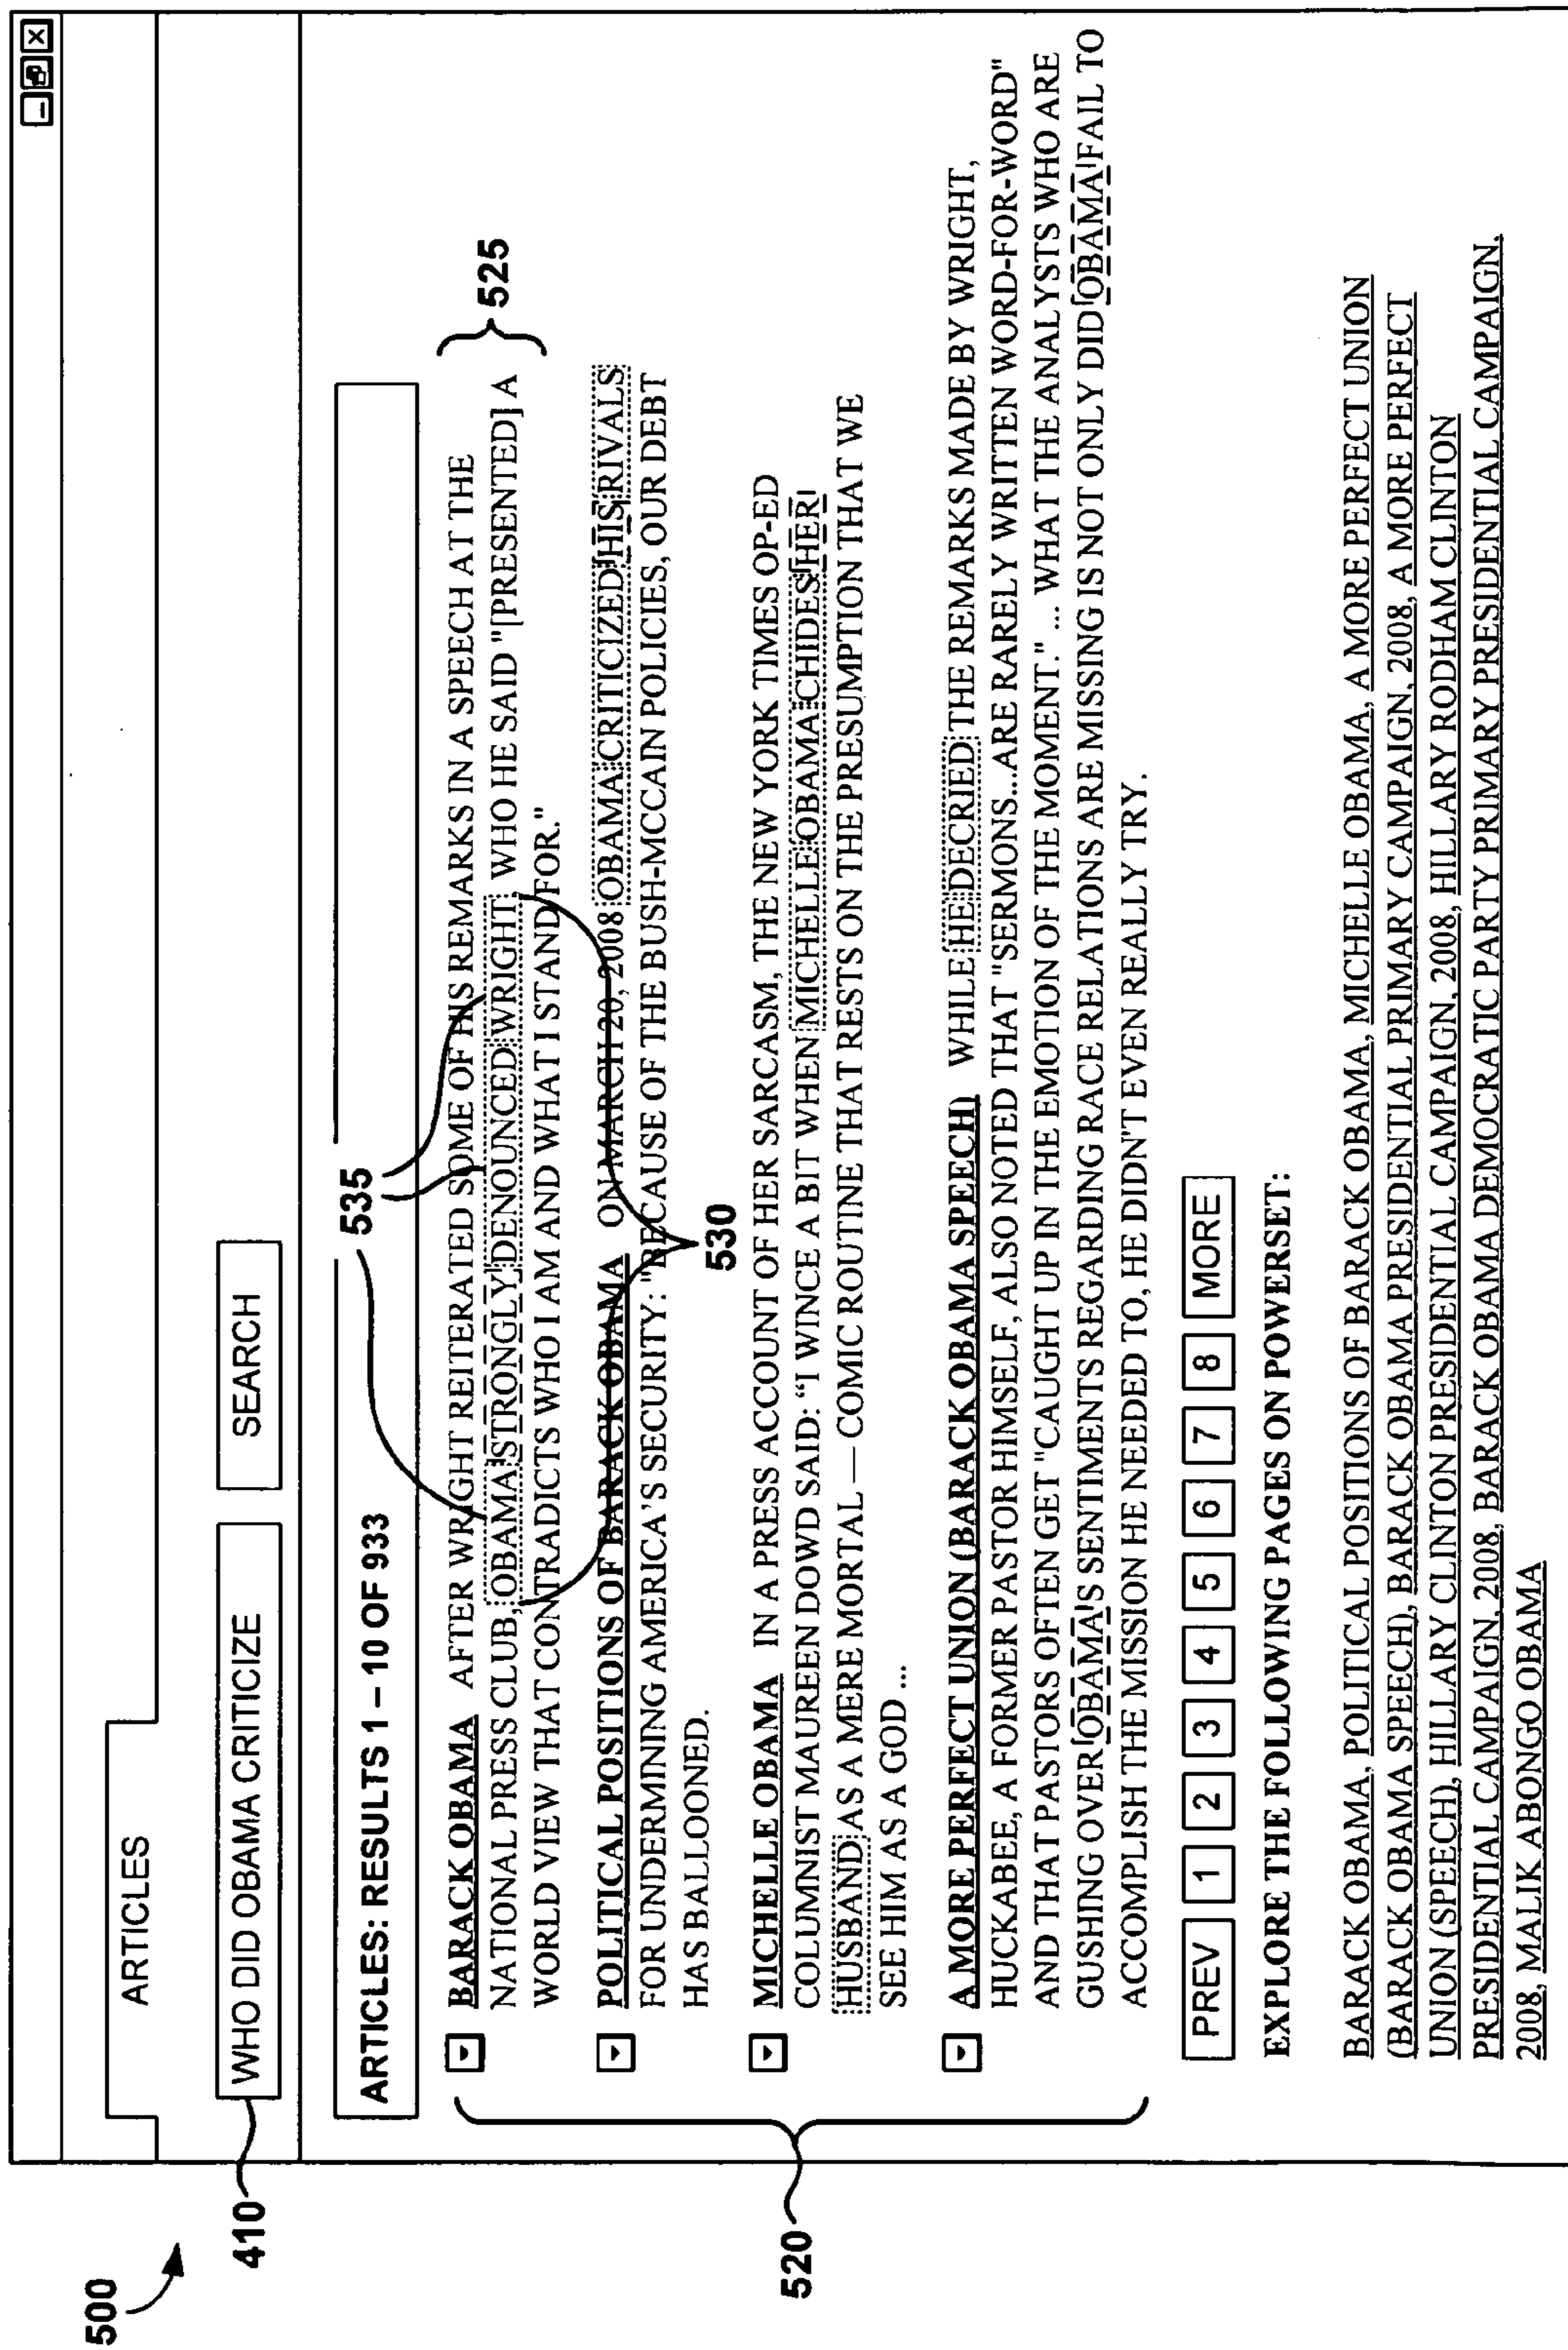 500
ARTICLES
410
WHO DID OBAMA CRITICIZE
SEARCH
535
ARTICLES: RESULTS 1 – 10 OF 933
BARACK OBAMA AFTER WRIGHT REITERATED SOME OF HIS REMARKS IN A SPEECH AT THE
NATIONAL PRESS CLUB, OBAMA STRONGLY DENOUNCED WRIGHT WHO HE SAID "[PRESENTED] A
WORLD VIEW THAT CONTRADICTS WHO I AM AND WHAT I STAND FOR."
525
POLITICAL POSITIONS OF BARACK OBAMA ON MARCH 20, 2008 OBAMA CRITICIZED HIS RIVALS
FOR UNDERMINING AMERICA'S SECURITY: "BECAUSE OF THE BUSH-MCCAIN POLICIES, OUR DEBT
HAS BALLOONED.
530
MICHELLE OBAMA IN A PRESS ACCOUNT OF HER SARCASM, THE NEW YORK TIMES OP-ED
COLUMNIST MAUREEN DOWD SAID: “I WINCE A BIT WHEN MICHELLE OBAMA CHIDES HER
HUSBAND AS A MERE MORTAL — COMIC ROUTINE THAT RESTS ON THE PRESUMPTION THAT WE
SEE HIM AS A GOD ...
520
A MORE PERFECT UNION (BARACK OBAMA SPEECH) WHILE HE DECRIED THE REMARKS MADE BY WRIGHT,
HUCKABEE, A FORMER PASTOR HIMSELF, ALSO NOTED THAT "SERMONS...ARE RARELY WRITTEN WORD-FOR-WORD"
AND THAT PASTORS OFTEN GET "CAUGHT UP IN THE EMOTION OF THE MOMENT." ... WHAT THE ANALYSTS WHO ARE
GUSHING OVER OBAMA'S SENTIMENTS REGARDING RACE RELATIONS ARE MISSING IS NOT ONLY DID OBAMA FAIL TO
ACCOMPLISH THE MISSION HE NEEDED TO, HE DIDN'T EVEN REALLY TRY.
PREV 1 2 3 4 5 6 7 8 MORE
EXPLORE THE FOLLOWING PAGES ON POWERSET:
BARACK OBAMA, POLITICAL POSITIONS OF BARACK OBAMA, MICHELLE OBAMA, A MORE PERFECT UNION
(BARACK OBAMA SPEECH), BARACK OBAMA PRESIDENTIAL PRIMARY CAMPAIGN, 2008, A MORE PERFECT
UNION (SPEECH), HILLARY CLINTON PRESIDENTIAL CAMPAIGN, 2008, HILLARY RODHAM CLINTON
PRESIDENTIAL CAMPAIGN, 2008, BARACK OBAMA DEMOCRATIC PARTY PRIMARY PRESIDENTIAL CAMPAIGN,
2008, MALIK ABONGO OBAMA